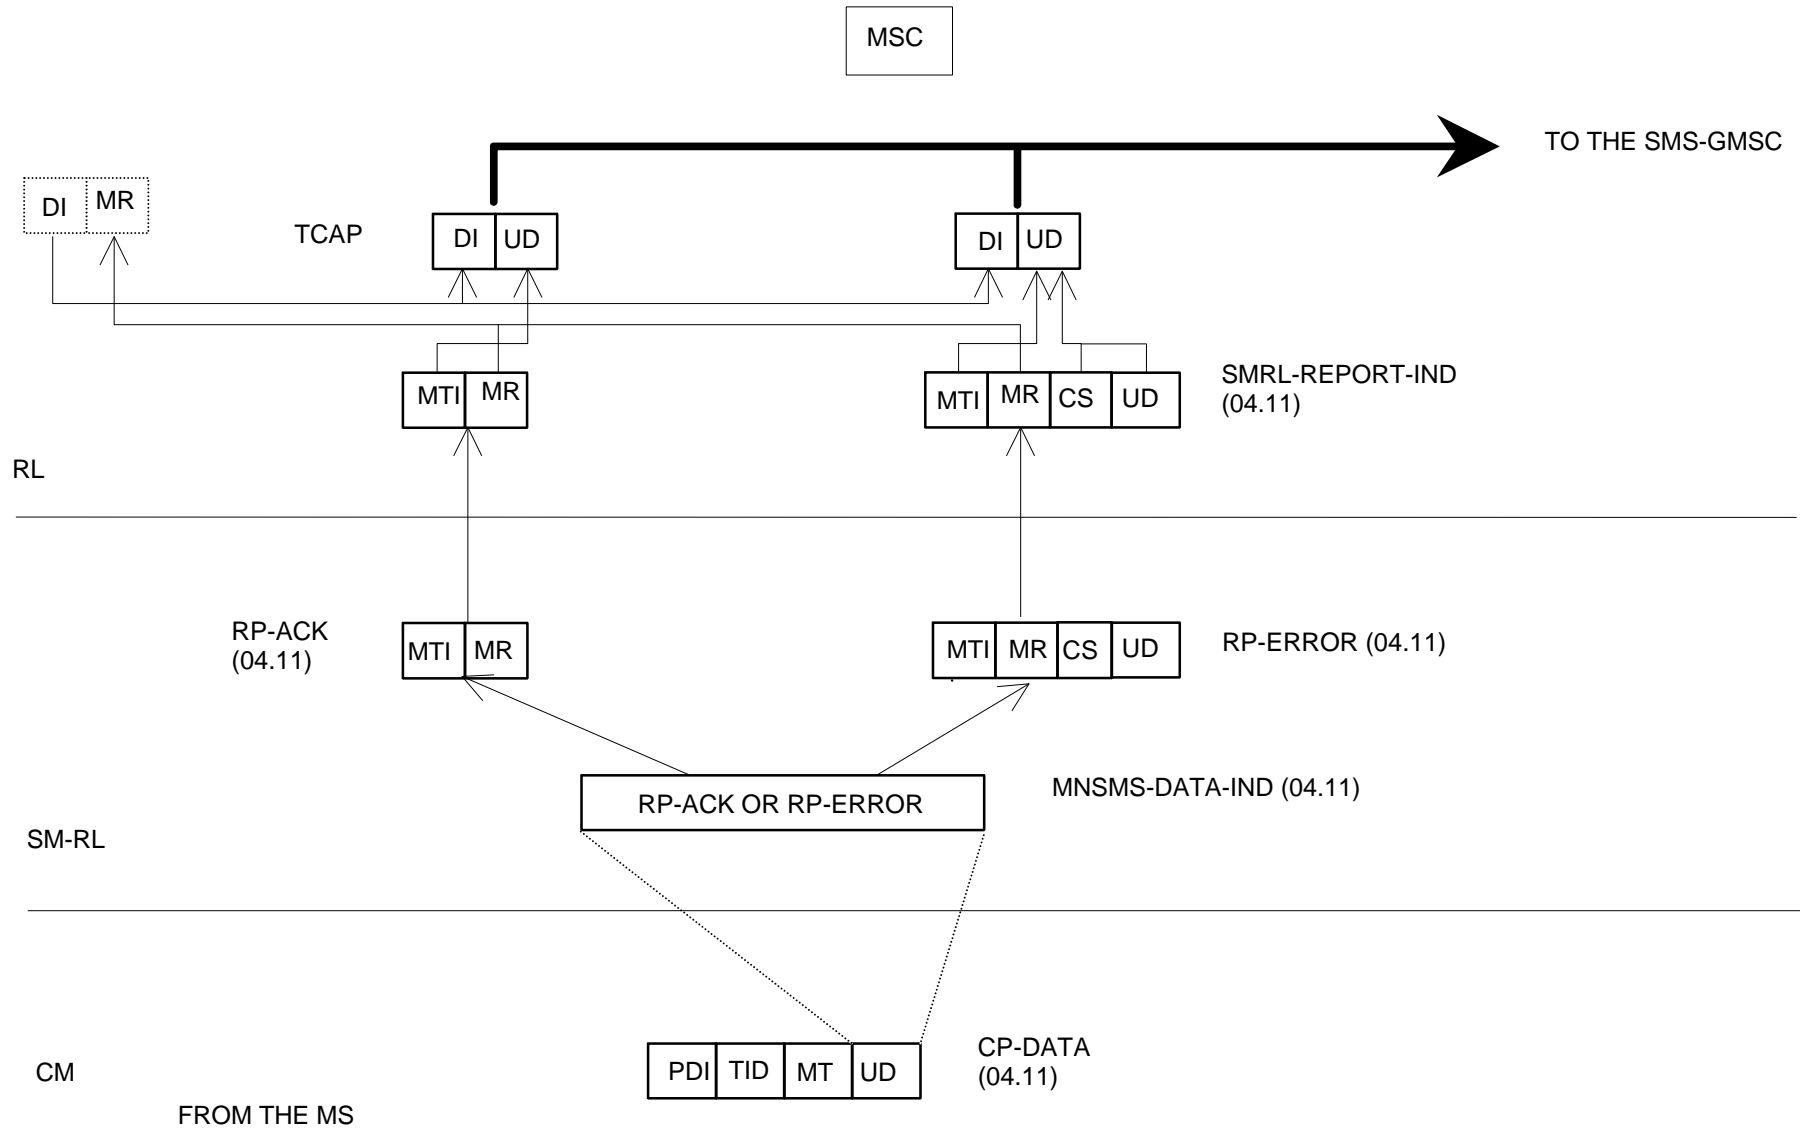 MSC
TO THE SMS-GMSC
DI MR
TCAP
DI UD
DI UD
MTI MR
MTI MR CS UD
SMRL-REPORT-IND
(04.11)
RL
RP-ACK
(04.11)
MTI MR
MTI MR CS UD
RP-ERROR (04.11)
RP-ACK OR RP-ERROR
MNSMS-DATA-IND (04.11)
SM-RL
CM
PDI TID MT UD
CP-DATA
(04.11)
FROM THE MS